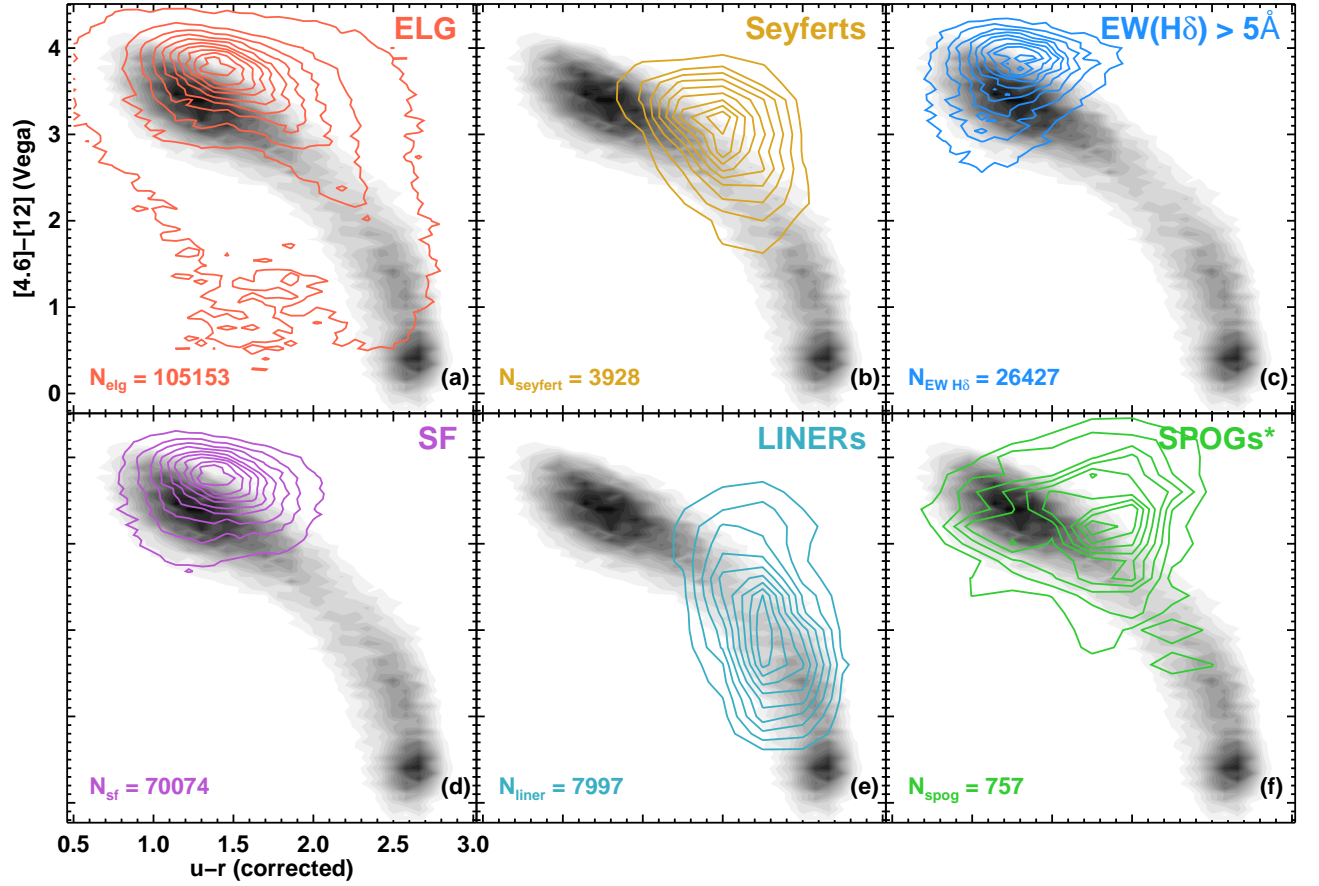 ELG
Seyferts
EW(Hδ) > 5Å
4
3
2
1
0
[4.6]−[12] (Vega)
N_elg = 105153
(a)
N_seyfert = 3928
(b)
N_EW Hδ = 26427
(c)
SF
LINERs
SPOGs*
N_sf = 70074
(d)
N_liner = 7997
(e)
N_spog = 757
(f)
0.5 1.0 1.5 2.0 2.5 3.0
u−r (corrected)